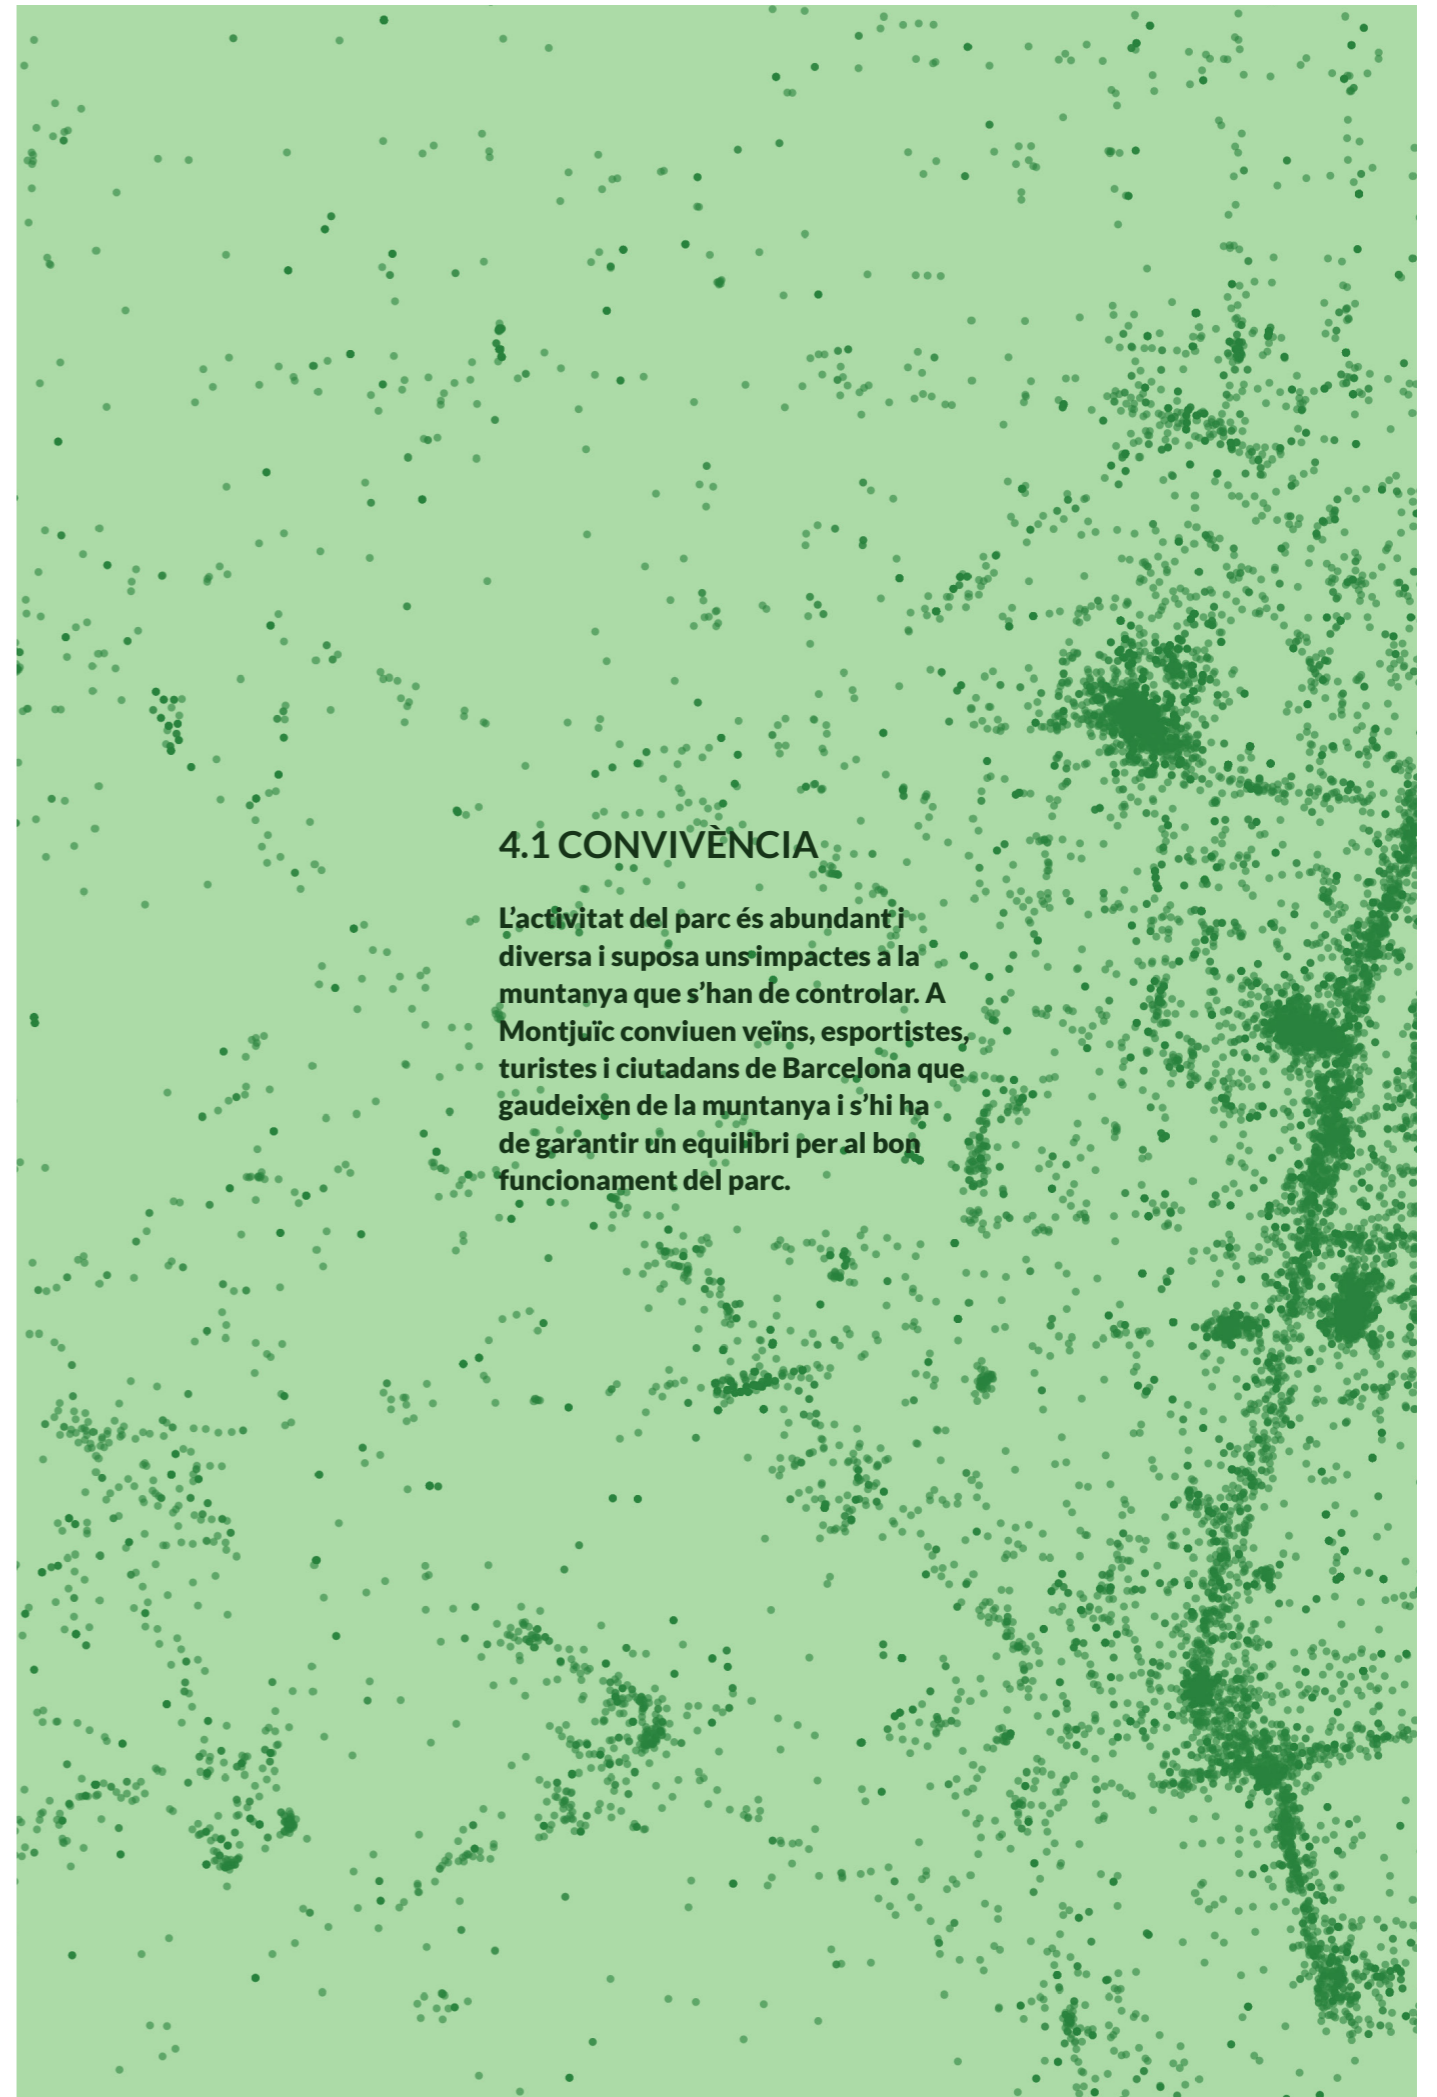 4.1 CONVIVÈNCIA
L’activitat del parc és abundant i
diversa i suposa uns impactes a la
muntanya que s’han de controlar. A
Montjuïc conviuen veïns, esportistes,
turistes i ciutadans de Barcelona que
gaudeixen de la muntanya i s’hi ha
de garantir un equilibri per al bon
funcionament del parc.